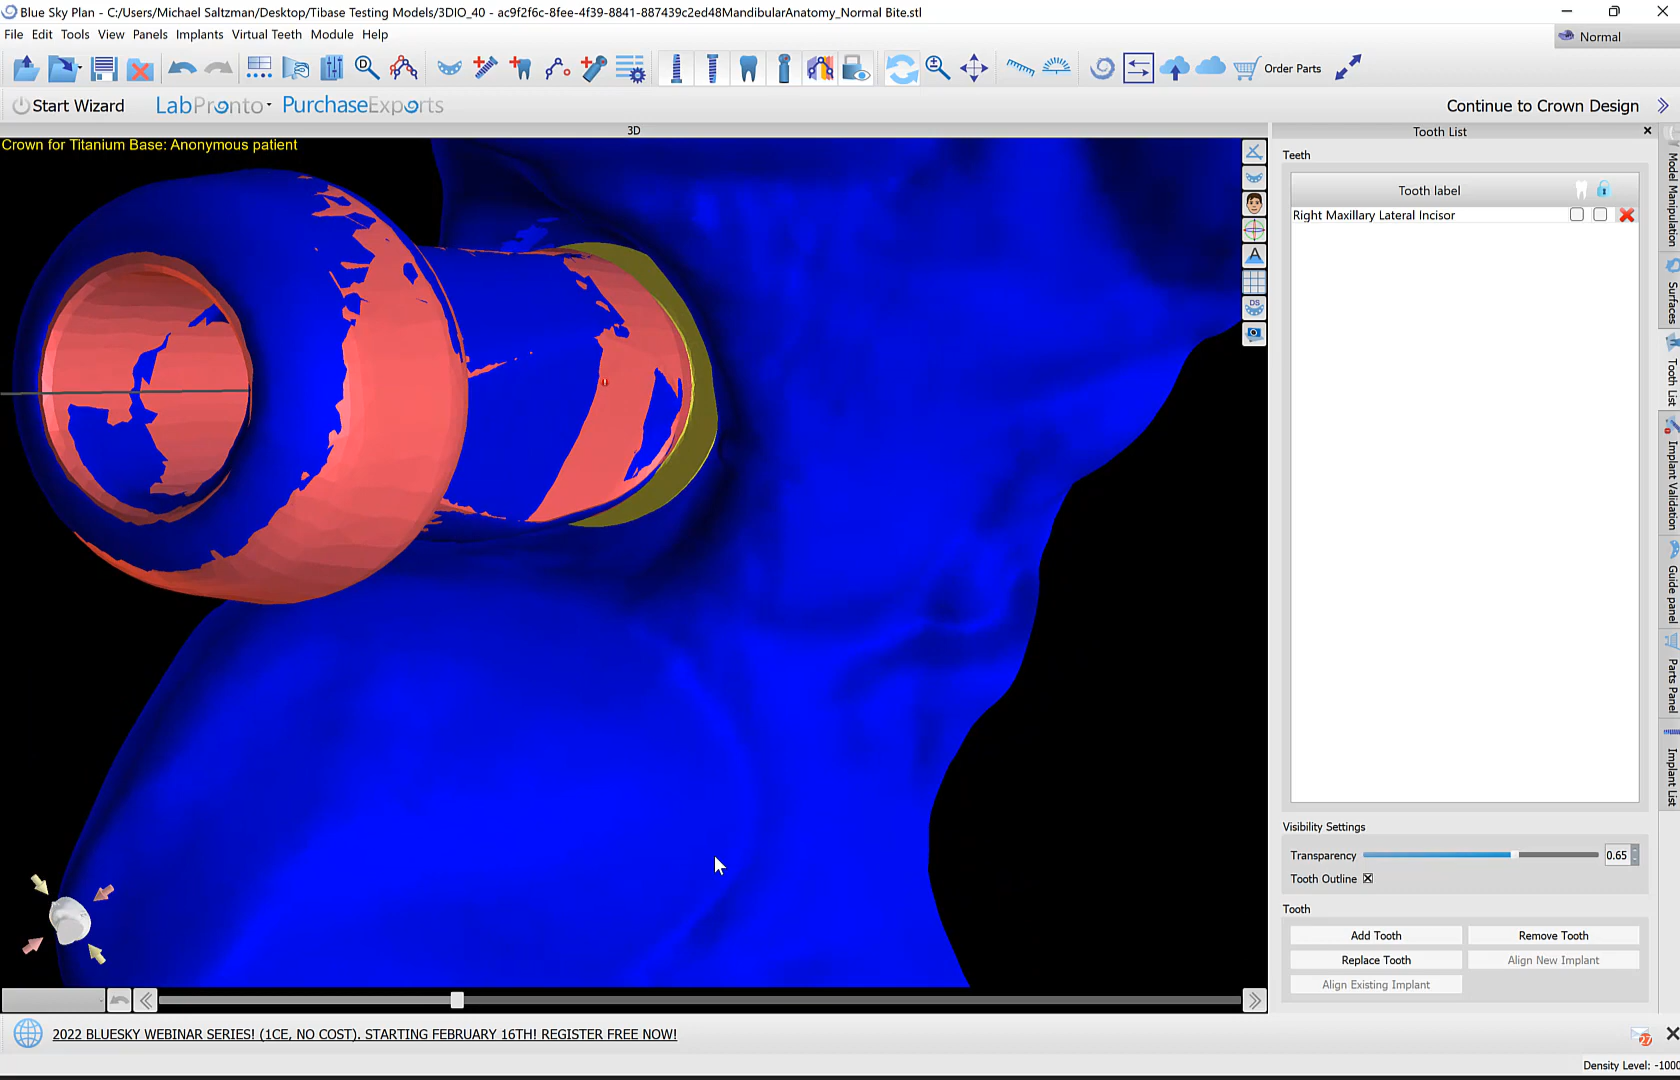 Blue Sky Plan - C:/Users/Michael Saltzman/Desktop/Tibase Testing Models/3DIO_40 - ac9f2f6c-8fee-4f39-8841-887439c2ed48MandibularAnatomy_Normal Bite.stl
File Edit Tools View Panels Implants Virtual Teeth Module Help
Normal
Order Parts
Start Wizard LabPronto PurchaseExports Continue to Crown Design
3D
Crown for Titanium Base: Anonymous patient
Tooth List
Teeth
Tooth label
Right Maxillary Lateral Incisor
DS
Model Manipulation
Surfaces
Tooth List
Implant Validation
Guide panel
Parts Panel
Implant List
Visibility Settings
Transparency 0.65
Tooth Outline
Tooth
Add Tooth Remove Tooth
Replace Tooth Align New Implant
Align Existing Implant
2022 BLUESKY WEBINAR SERIES! (1CE, NO COST). STARTING FEBRUARY 16TH! REGISTER FREE NOW!
27
Density Level: -1000